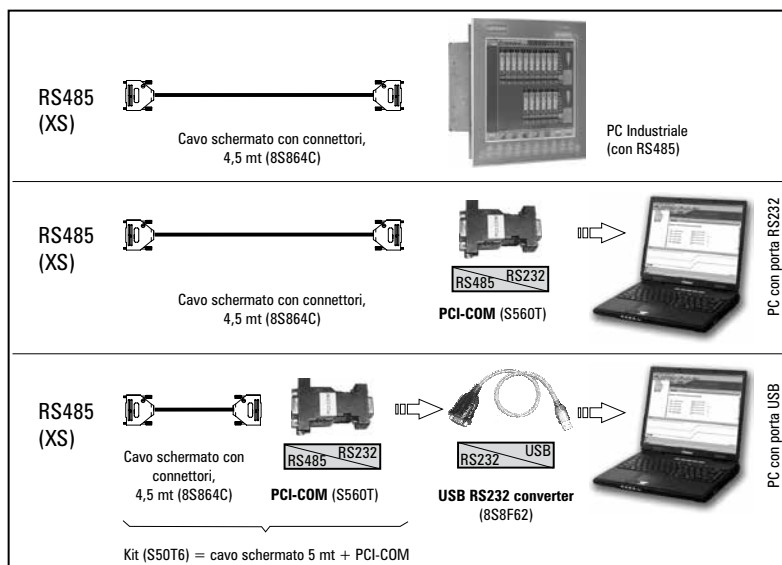 RS485
(XS)
Cavo schermato con connettori,
4,5 mt (8S864C)
PC Industriale
(con RS485)
RS485
(XS)
Cavo schermato con connettori,
4,5 mt (8S864C)
RS485 RS232
PCI-COM (S560T)
PC con porta RS232
RS485
(XS)
Cavo schermato con
connettori,
4,5 mt (8S864C)
RS485 RS232
PCI-COM (S560T)
RS232 USB
USB RS232 converter
(8S8F62)
PC con porta USB
Kit (S50T6) = cavo schermato 5 mt + PCI-COM